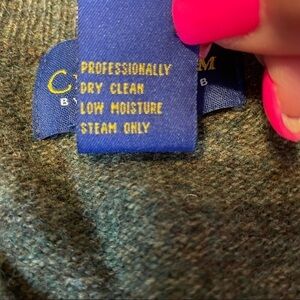 PROFESSIONALLY
DRY CLEAN
LOW MOISTURE
STEAM ONLY